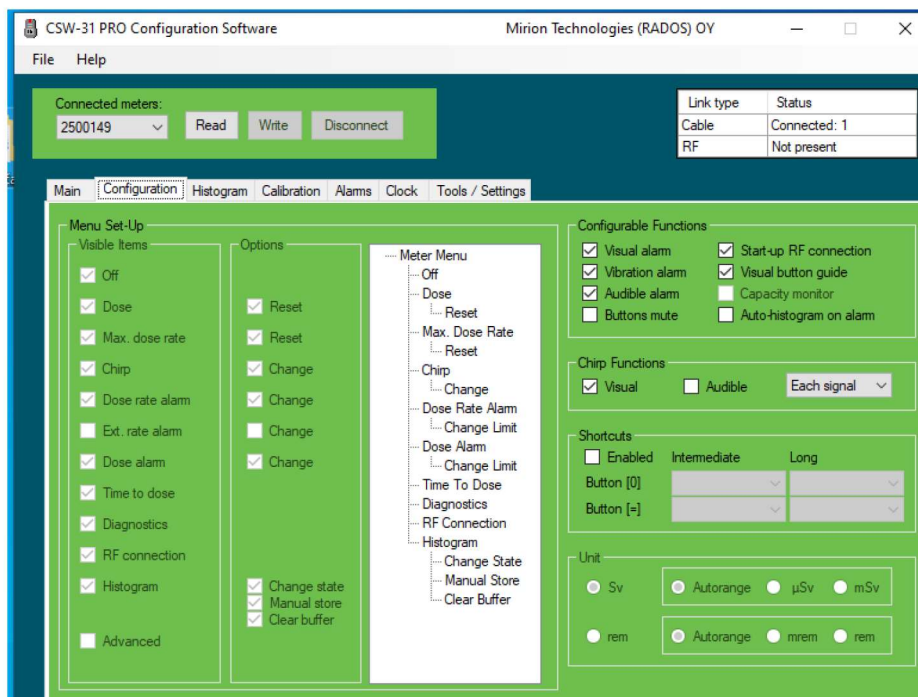 CSW-31 PRO Configuration Software Mirion Technologies (RADOS) OY
File Help
Connected meters:
2500149 Read Write Disconnect
Link type Status
Cable Connected: 1
RF Not present
Main Configuration Histogram Calibration Alarms Clock Tools / Settings
Menu Set-Up
Visible Items
Off
Dose
Max. dose rate
Chirp
Dose rate alarm
Ext. rate alarm
Dose alarm
Time to dose
Diagnostics
RF connection
Histogram
Advanced
Options
Reset
Reset
Change
Change
Change
Change
Change state
Manual store
Clear buffer
Meter Menu
Off
Dose
Reset
Max. Dose Rate
Reset
Chirp
Change
Dose Rate Alarm
Change Limit
Dose Alarm
Change Limit
Time To Dose
Diagnostics
RF Connection
Histogram
Change State
Manual Store
Clear Buffer
Configurable Functions
Visual alarm Start-up RF connection
Vibration alarm Visual button guide
Audible alarm Capacity monitor
Buttons mute Auto-histogram on alarm
Chirp Functions
Visual Audible Each signal
Shortcuts
Enabled Intermediate Long
Button [0]
Button [=]
Unit
Sv Autorange µSv mSv
rem Autorange mrem rem